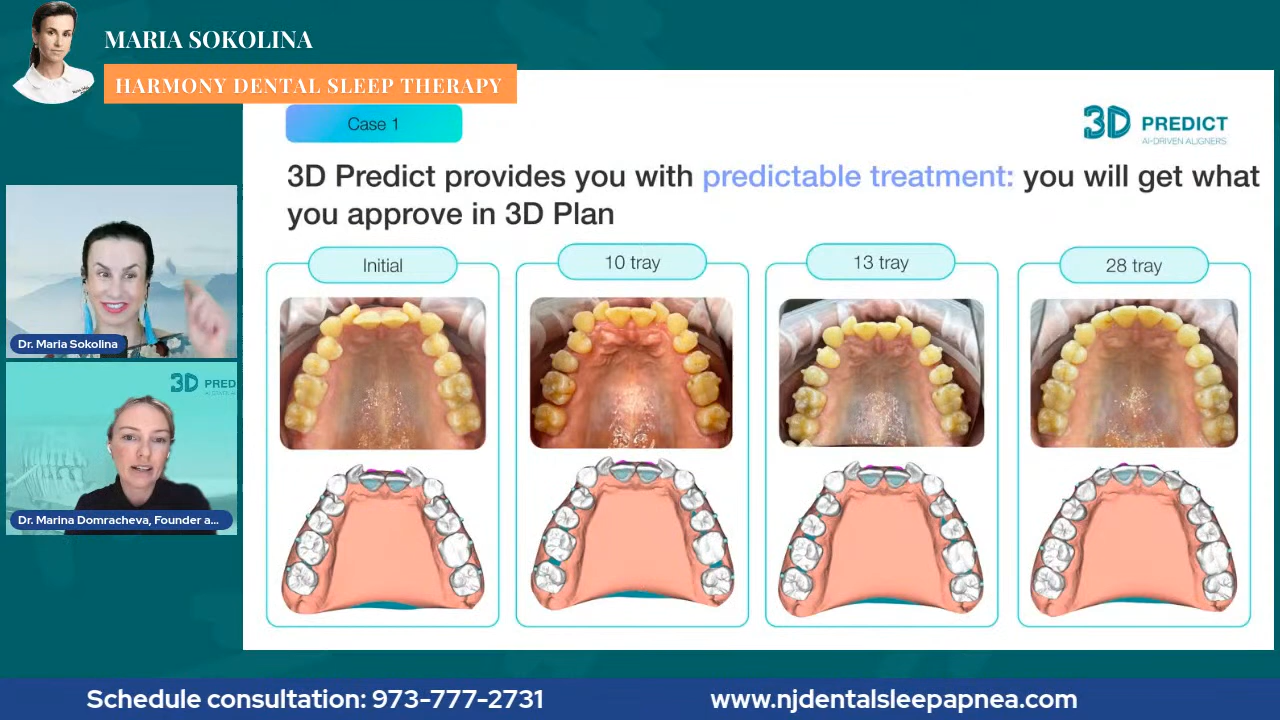 MARIA SOKOLINA
HARMONY DENTAL SLEEP THERAPY
Case 1
3D PREDICT
AI-DRIVEN ALIGNERS
3D Predict provides you with predictable treatment: you will get what
you approve in 3D Plan
Initial
10 tray
13 tray
28 tray
Dr. Maria Sokolina
3D PRED
Dr. Marina Domracheva, Founder a...
Schedule consultation: 973-777-2731
www.njdentalsleepapnea.com